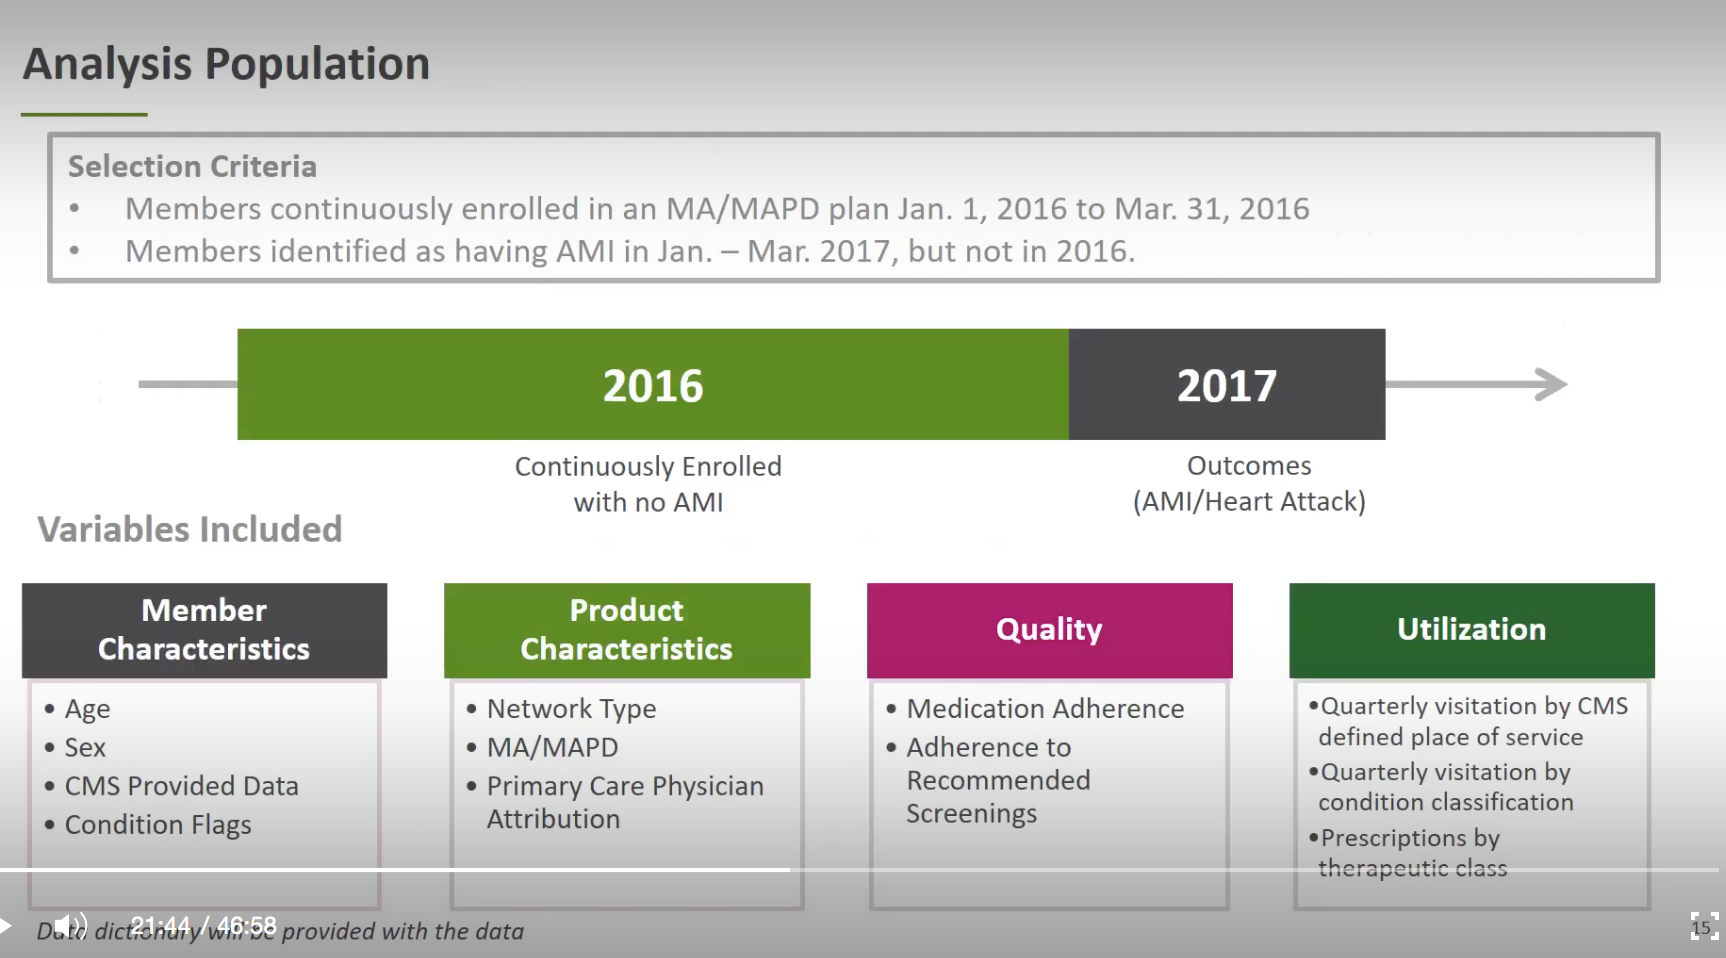 Analysis Population
Selection Criteria
• Members continuously enrolled in an MA/MAPD plan Jan. 1, 2016 to Mar. 31, 2016
• Members identified as having AMI in Jan. – Mar. 2017, but not in 2016.
2016
2017
Continuously Enrolled
with no AMI
Outcomes
(AMI/Heart Attack)
Variables Included
Member
Characteristics
• Age
• Sex
• CMS Provided Data
• Condition Flags
Product
Characteristics
• Network Type
• MA/MAPD
• Primary Care Physician
Attribution
Quality
• Medication Adherence
• Adherence to
Recommended
Screenings
Utilization
•Quarterly visitation by CMS
defined place of service
•Quarterly visitation by
condition classification
•Prescriptions by
therapeutic class
Data dictionary will be provided with the data
21:44 / 46:58
15